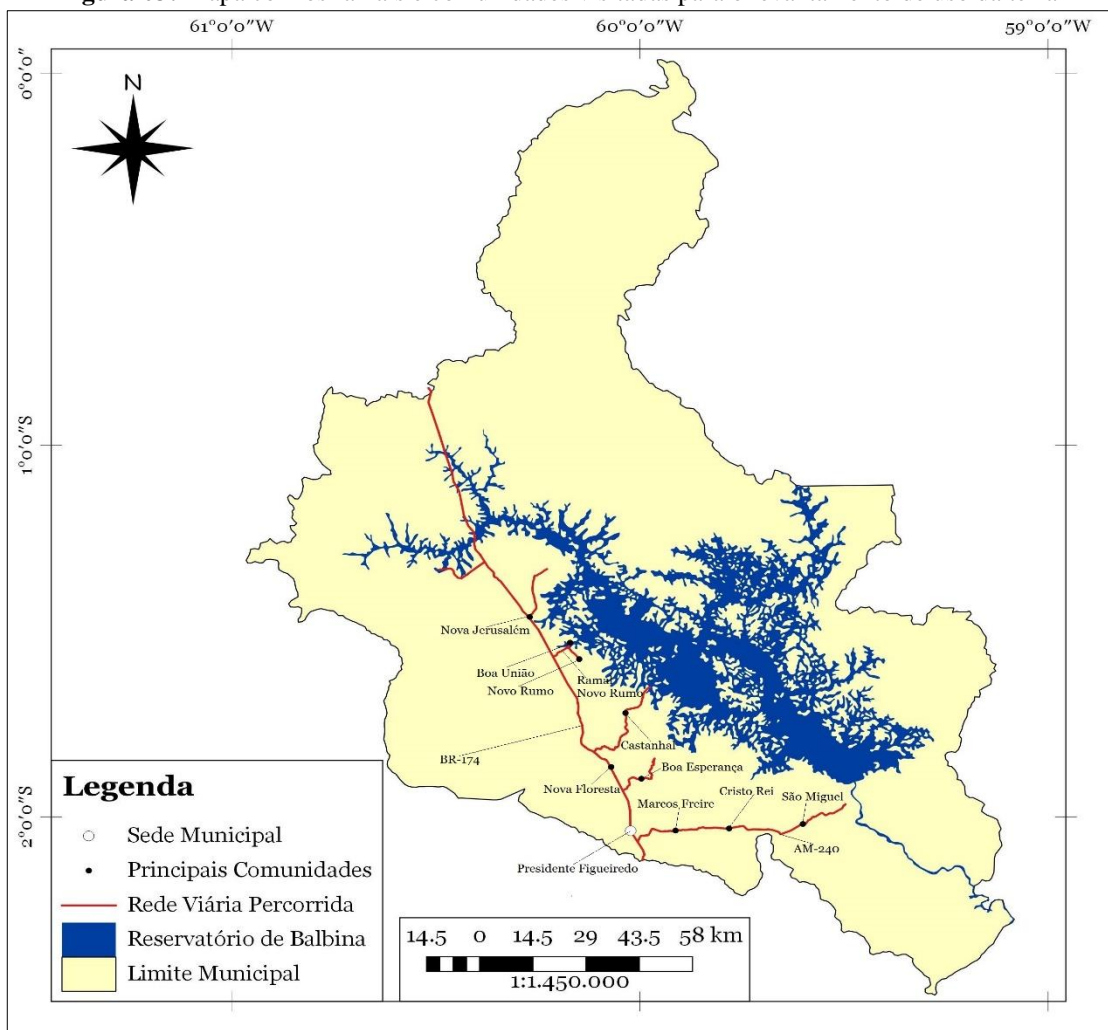 61°0'0"W 60°0'0"W 59°0'0"W
0°0'0"
N
1°0'0"S
Nova Jerusalém
Boa União
Novo Rumo
Ramal
Novo Rumo
Castanhal
BR-174
Boa Esperança
Nova Floresta
Marcos Freire
Cristo Rei
São Miguel
2°0'0"S
AM-240
Presidente Figueiredo
Legenda
Sede Municipal
Principais Comunidades
Rede Viária Percorrida
Reservatório de Balbina
Limite Municipal
14.5 0 14.5 29 43.5 58 km
1:1.450.000